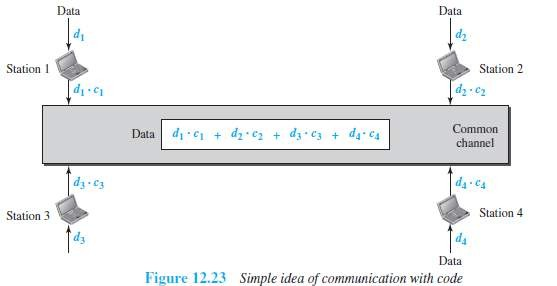 Data
Data
d1
d2
Station 1
Station 2
d1 · c1
d2 · c2
Data
d1 · c1 + d2 · c2 + d3 · c3 + d4 · c4
Common
channel
d3 · c3
d4 · c4
Station 3
Station 4
d3
d4
Data
Figure 12.23 Simple idea of communication with code